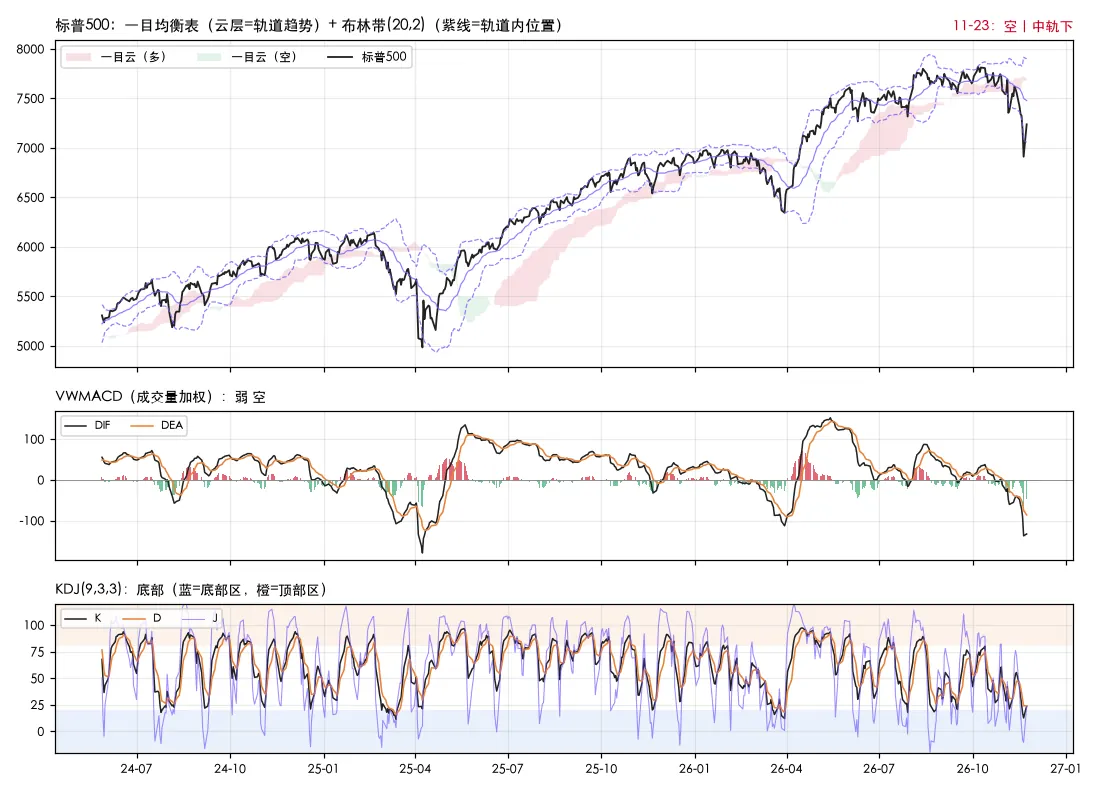 标普500：一目均衡表（云层=轨道趋势）+ 布林带(20,2)（紫线=轨道内位置）
11-23：空 | 中轨下
一目云（多）
一目云（空）
标普500
8000
7500
7000
6500
6000
5500
5000
VWMACD（成交量加权）：弱 空
DIF
DEA
100
0
-100
KDJ(9,3,3)：底部（蓝=底部区，橙=顶部区）
K
D
J
100
75
50
25
0
24-07
24-10
25-01
25-04
25-07
25-10
26-01
26-04
26-07
26-10
27-01